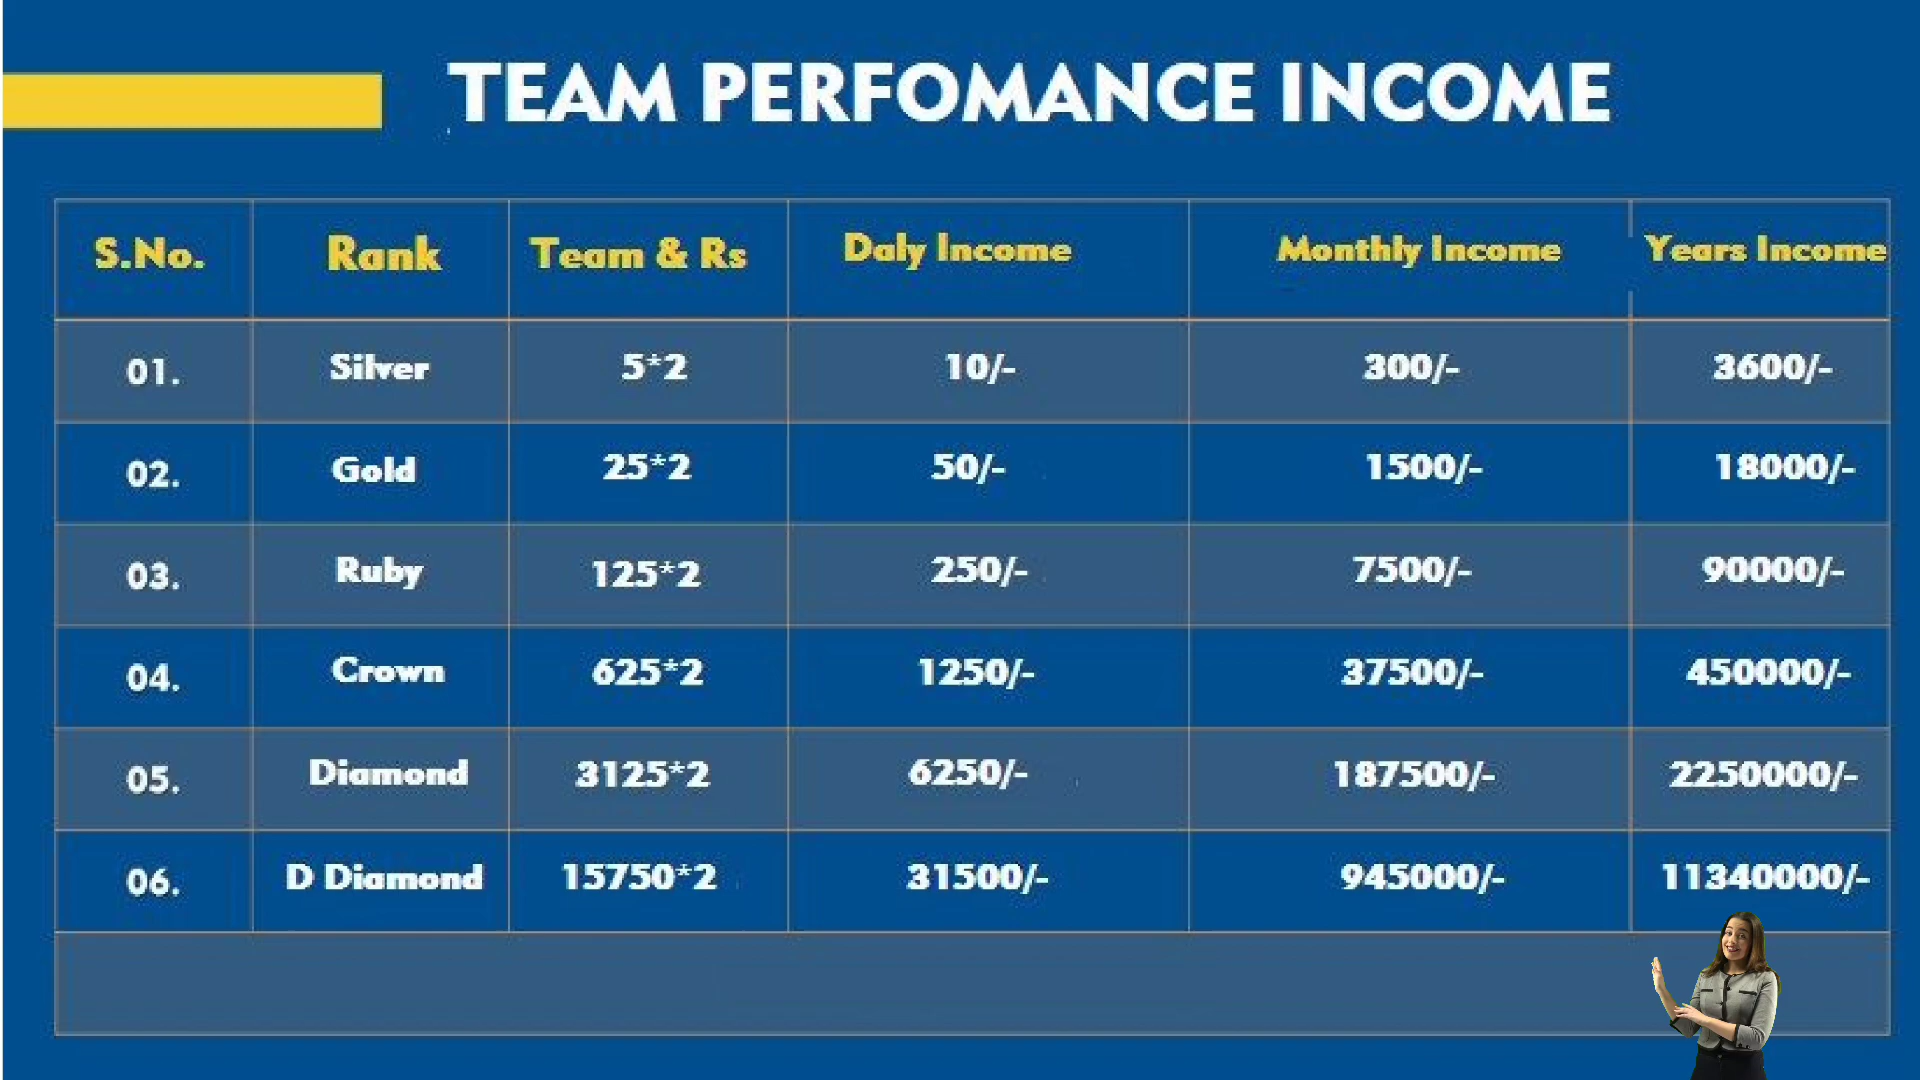 TEAM PERFOMANCE INCOME
S.No. Rank Team & Rs Daly Income Monthly Income Years Income
01. Silver 5*2 10/- 300/- 3600/-
02. Gold 25*2 50/- 1500/- 18000/-
03. Ruby 125*2 250/- 7500/- 90000/-
04. Crown 625*2 1250/- 37500/- 450000/-
05. Diamond 3125*2 6250/- 187500/- 2250000/-
06. D Diamond 15750*2 31500/- 945000/- 11340000/-